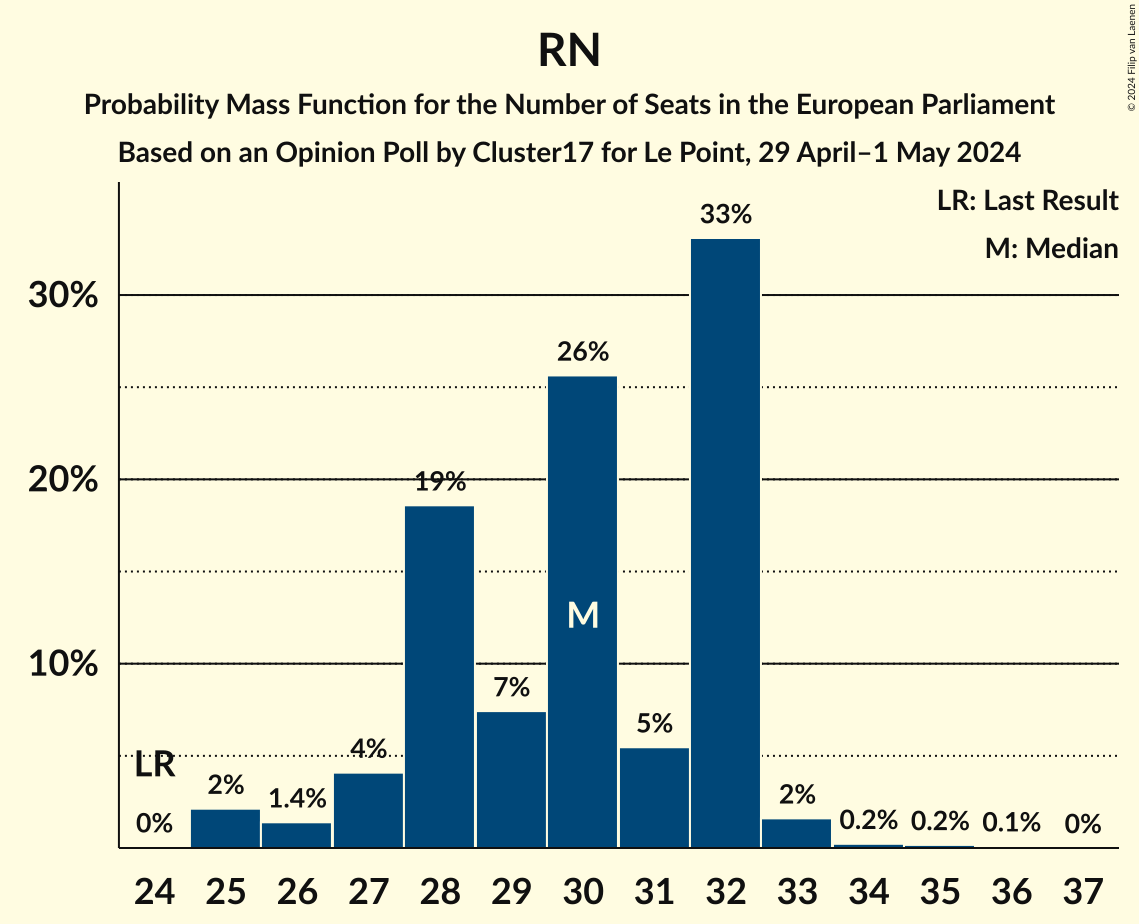 © 2024 Filip van Laenen
RN
Probability Mass Function for the Number of Seats in the European Parliament
Based on an Opinion Poll by Cluster17 for Le Point, 29 April–1 May 2024
LR: Last Result
M: Median
30%
20%
10%
LR
0%
2%
1.4%
4%
19%
7%
26%
M
5%
33%
2%
0.2%
0.2%
0.1%
0%
24 25 26 27 28 29 30 31 32 33 34 35 36 37